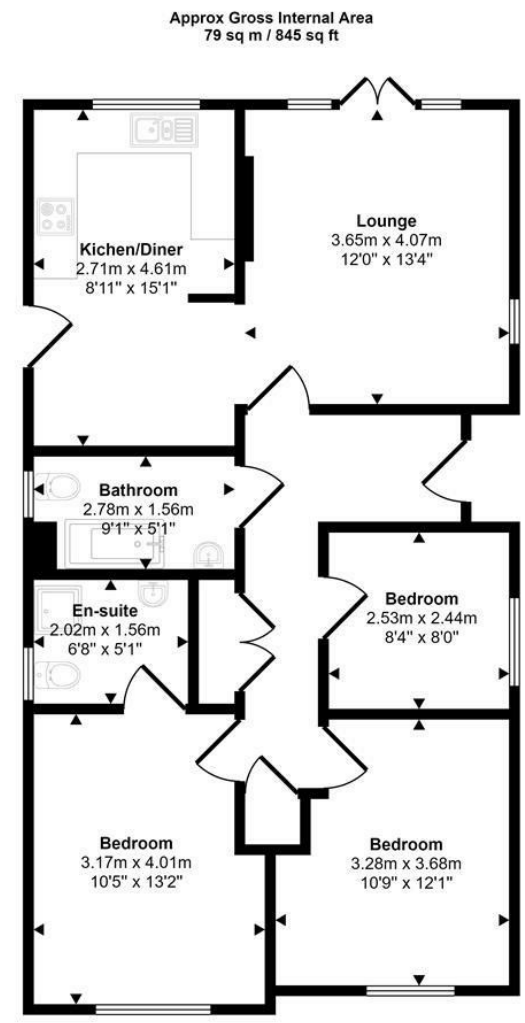 Approx Gross Internal Area
79 sq m / 845 sq ft
Kichen/Diner
2.71m x 4.61m
8'11" x 15'1"
Lounge
3.65m x 4.07m
12'0" x 13'4"
Bathroom
2.78m x 1.56m
9'1" x 5'1"
En-suite
2.02m x 1.56m
6'8" x 5'1"
Bedroom
2.53m x 2.44m
8'4" x 8'0"
Bedroom
3.17m x 4.01m
10'5" x 13'2"
Bedroom
3.28m x 3.68m
10'9" x 12'1"